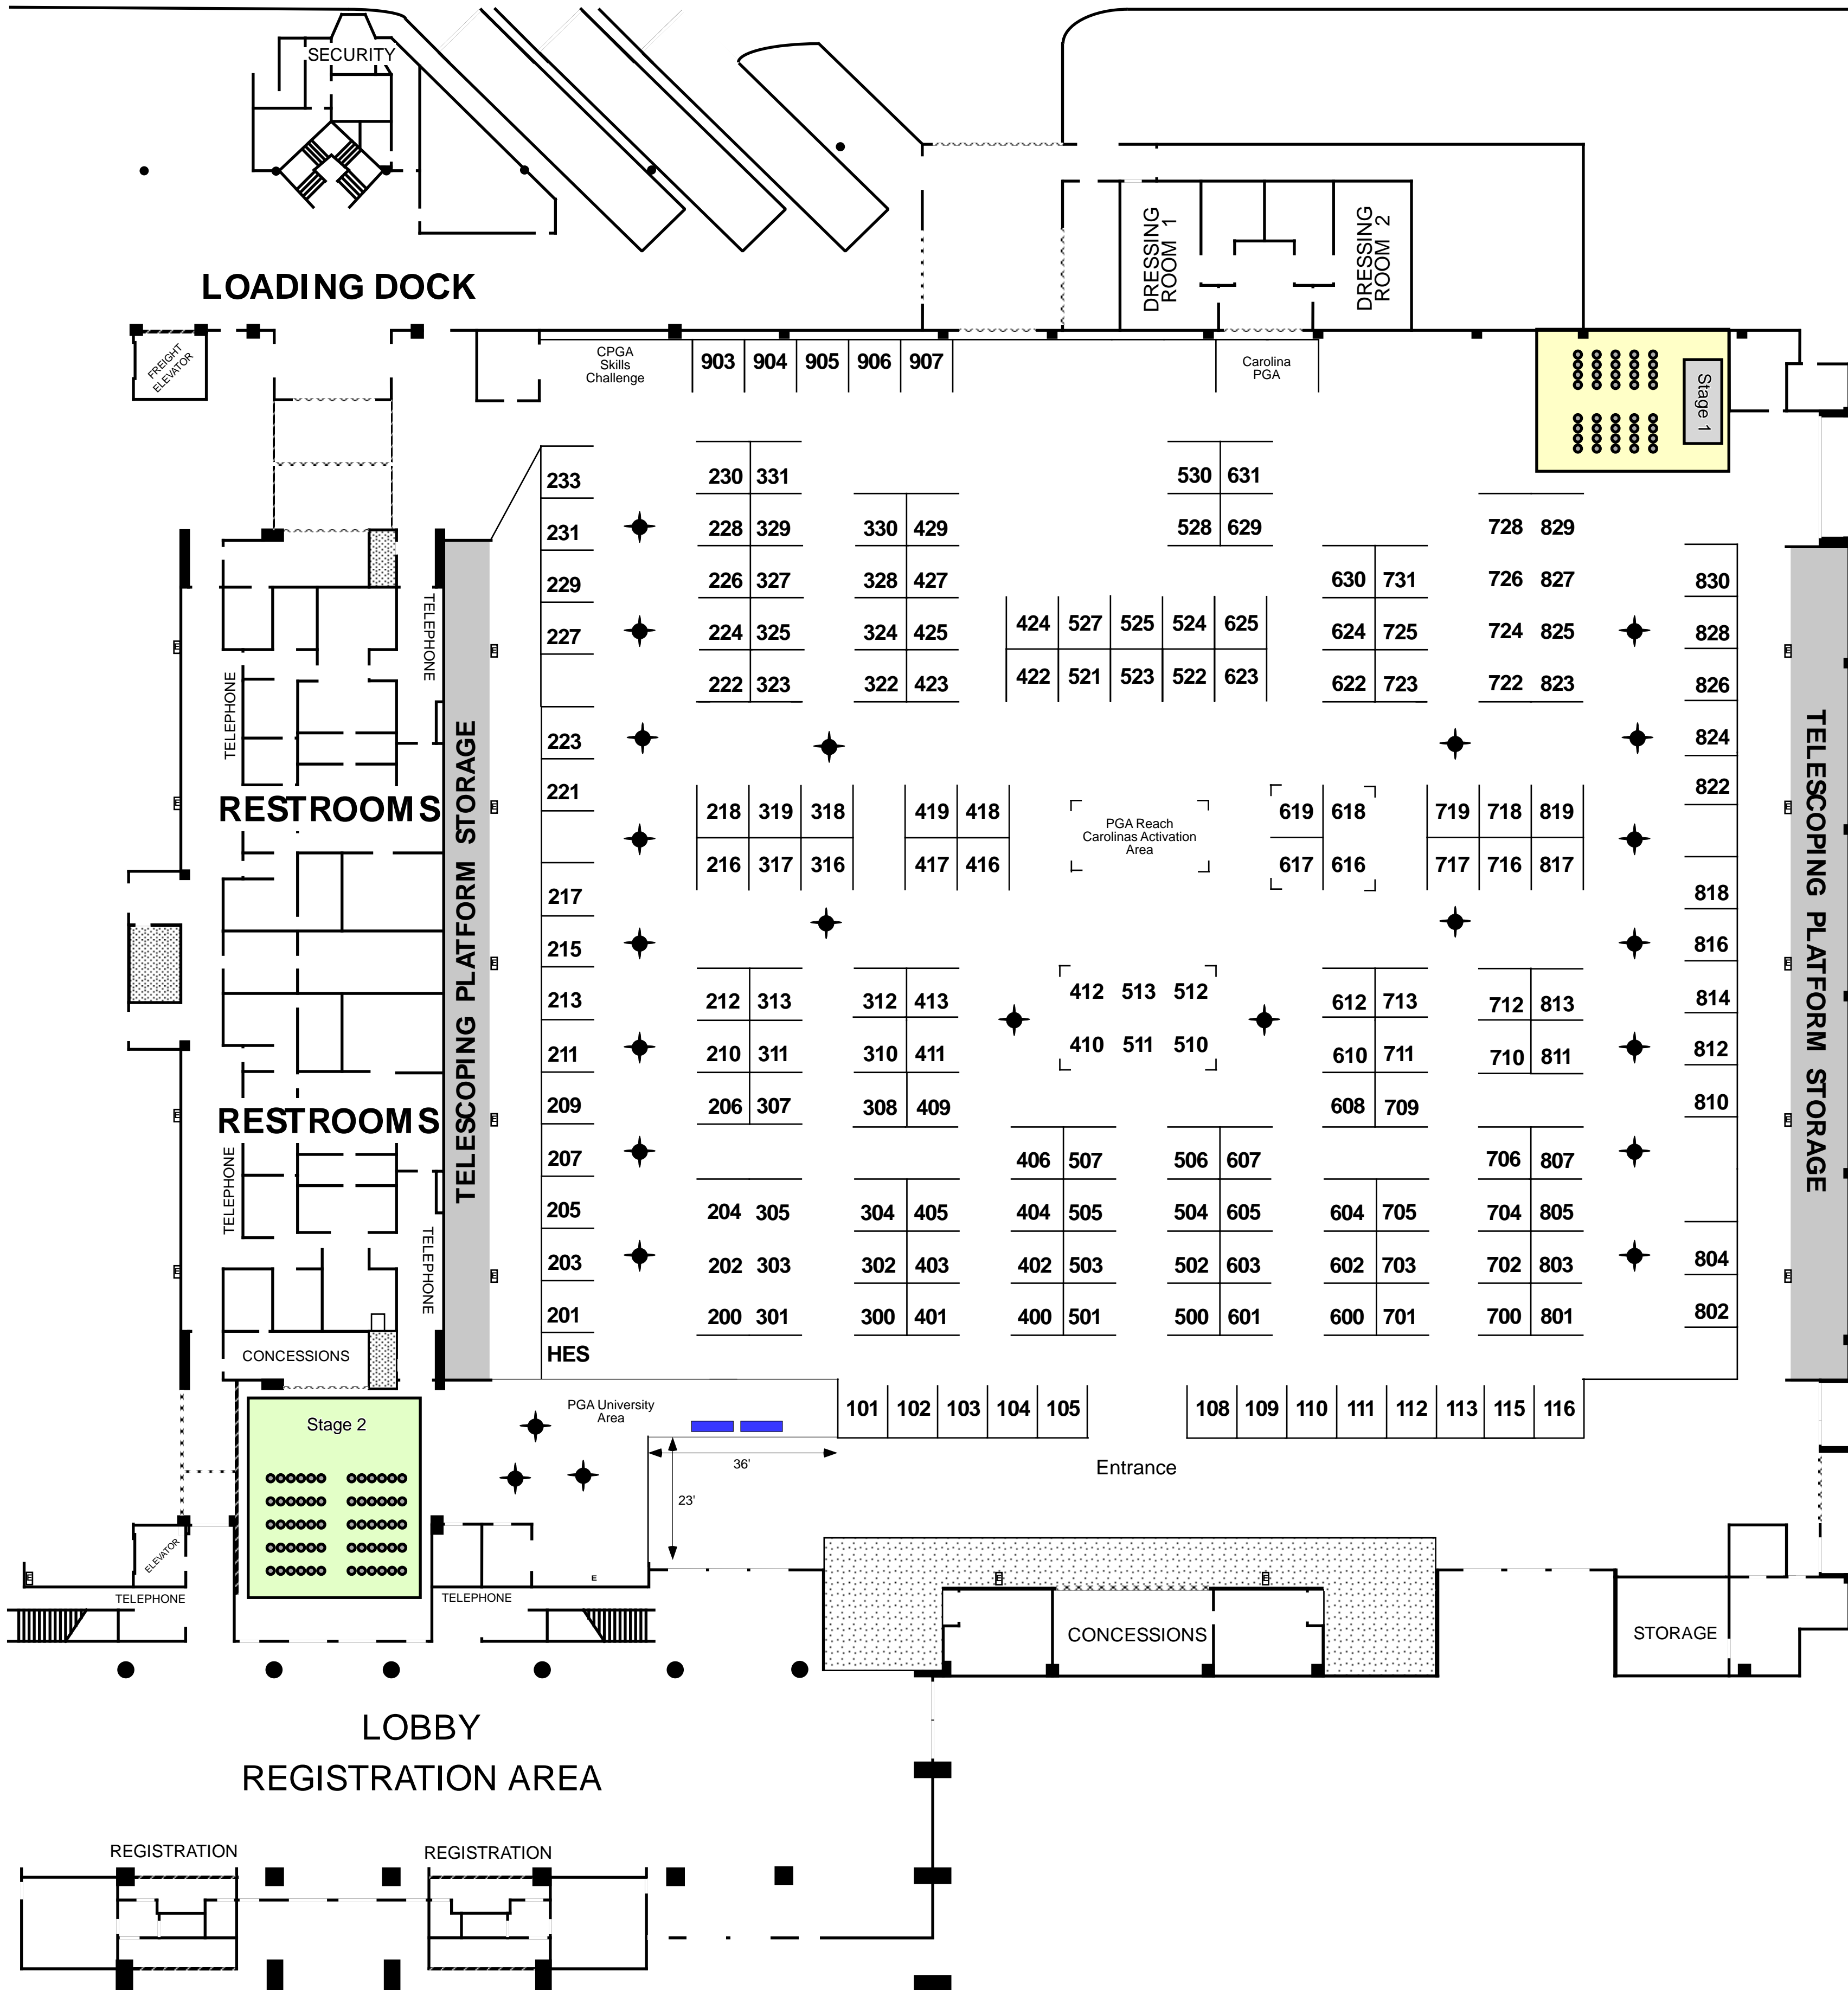 SECURITY
DRESSING
ROOM 1
DRESSING
ROOM 2
LOADING DOCK
FREIGHT
ELEVATOR
CPGA
Skills
Challenge
903 904 905 906 907
Carolina
PGA
Stage 1
233
230 331
530 631
231
228 329
330 429
528 629
728 829
229
226 327
328 427
630 731
726 827
830
TELEPHONE
227
224 325
324 425
424 527 525 524 625
624 725
724 825
828
222 323
322 423
422 521 523 522 623
622 723
722 823
826
TELEPHONE
TELESCOPING PLATFORM STORAGE
TELESCOPING PLATFORM STORAGE
223
824
221
822
RESTROOMS
218 319 318
419 418
PGA Reach
Carolinas Activation
Area
619 618
719 718 819
216 317 316
417 416
617 616
717 716 817
217
818
215
816
213
212 313
312 413
412 513 512
612 713
712 813
814
211
210 311
310 411
410 511 510
610 711
710 811
812
RESTROOMS
209
206 307
308 409
608 709
810
207
406 507
506 607
706 807
TELEPHONE
205
204 305
304 405
404 505
504 605
604 705
704 805
TELEPHONE
203
202 303
302 403
402 503
502 603
602 703
702 803
804
201
200 301
300 401
400 501
500 601
600 701
700 801
802
CONCESSIONS
HES
Stage 2
PGA University
Area
101 102 103 104 105
108 109 110 111 112 113 115 116
36'
23'
Entrance
ELEVATOR
E
TELEPHONE
TELEPHONE
CONCESSIONS
STORAGE
LOBBY
REGISTRATION AREA
REGISTRATION
REGISTRATION